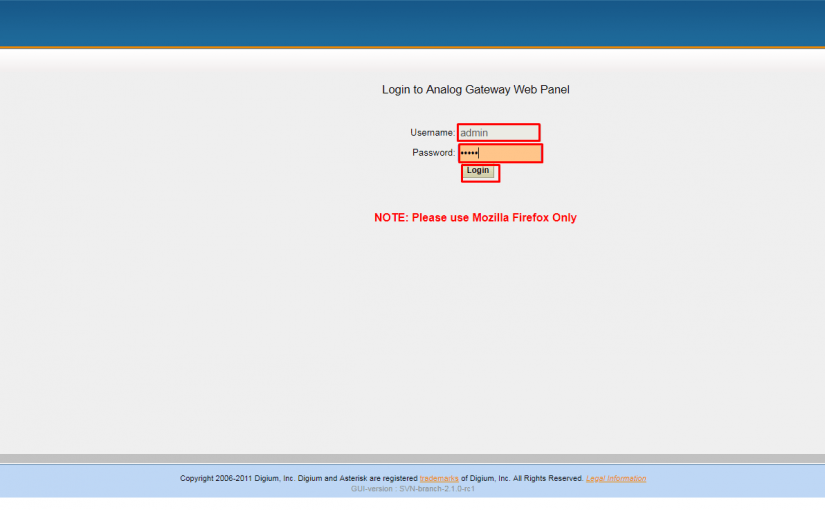 Login to Analog Gateway Web Panel
Username: admin
Password: •••••
Login
NOTE: Please use Mozilla Firefox Only
Copyright 2006-2011 Digium, Inc. Digium and Asterisk are registered trademarks of Digium, Inc. All Rights Reserved. Legal Information
GUI-version : SVN-branch-2.1.0-rc1